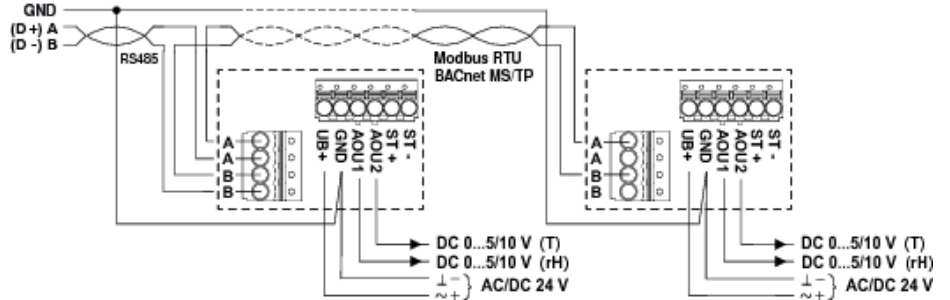 GND
(D +) A
(D -) B
RS485
Modbus RTU
BACnet MS/TP
A
A
B
B
UB+
GND
AOU1
AOU2
ST +
ST -
A
A
B
B
UB+
GND
AOU1
AOU2
ST +
ST -
DC 0...5/10 V (T)
DC 0...5/10 V (rH)
⊥ −
~ +
AC/DC 24 V
DC 0...5/10 V (T)
DC 0...5/10 V (rH)
⊥ −
~ +
AC/DC 24 V